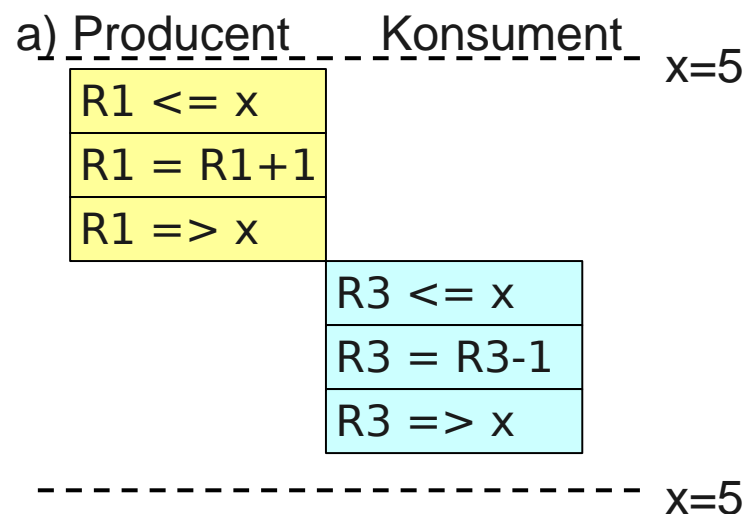 a) Producent Konsument
x=5
R1 <= x
R1 = R1+1
R1 => x
R3 <= x
R3 = R3-1
R3 => x
x=5